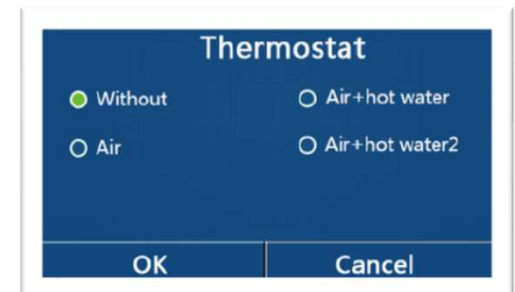 Thermostat
Without
Air+hot water
Air
Air+hot water2
OK
Cancel